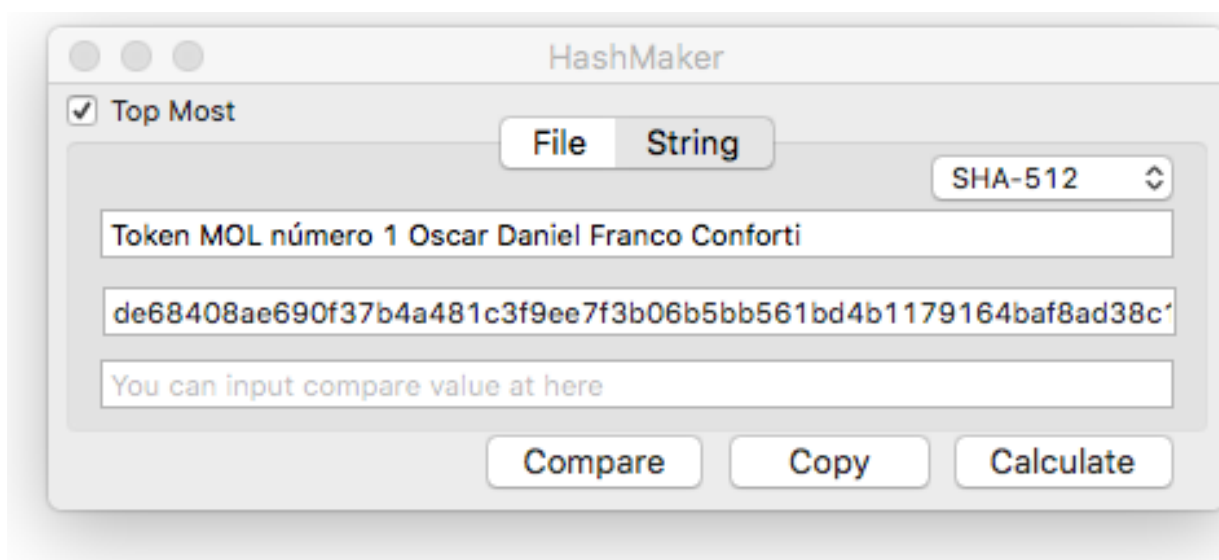 HashMaker
Top Most
File String
SHA-512
Token MOL número 1 Oscar Daniel Franco Conforti
de68408ae690f37b4a481c3f9ee7f3b06b5bb561bd4b1179164baf8ad38c1
You can input compare value at here
Compare Copy Calculate